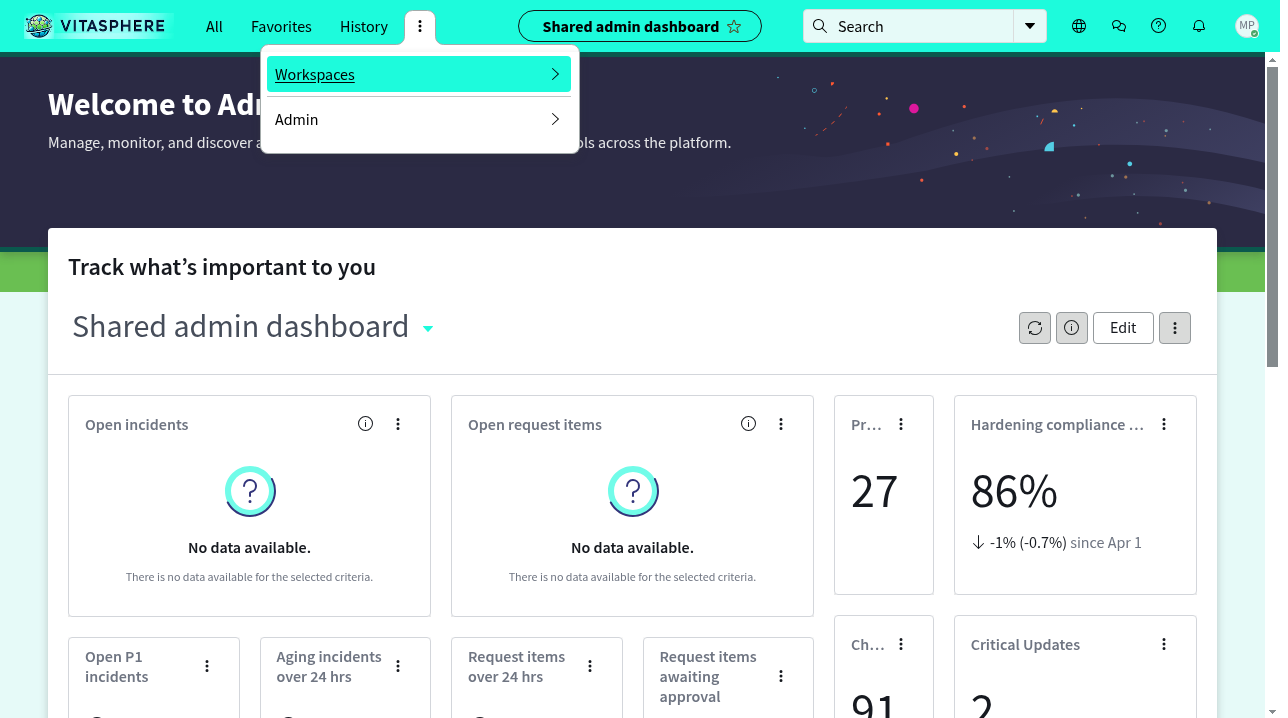 VITASPHERE
All
Favorites
History
Shared admin dashboard
Search
MP
Workspaces
Admin
Welcome to Ad
Manage, monitor, and discover
ols across the platform.
Track what's important to you
Shared admin dashboard
Edit
Open incidents
?
No data available.
There is no data available for the selected criteria.
Open request items
?
No data available.
There is no data available for the selected criteria.
Pr...
27
Hardening compliance ...
86%
-1% (-0.7%) since Apr 1
Open P1
incidents
Aging incidents
over 24 hrs
Request items
over 24 hrs
Request items
awaiting
approval
Ch...
91
Critical Updates
2